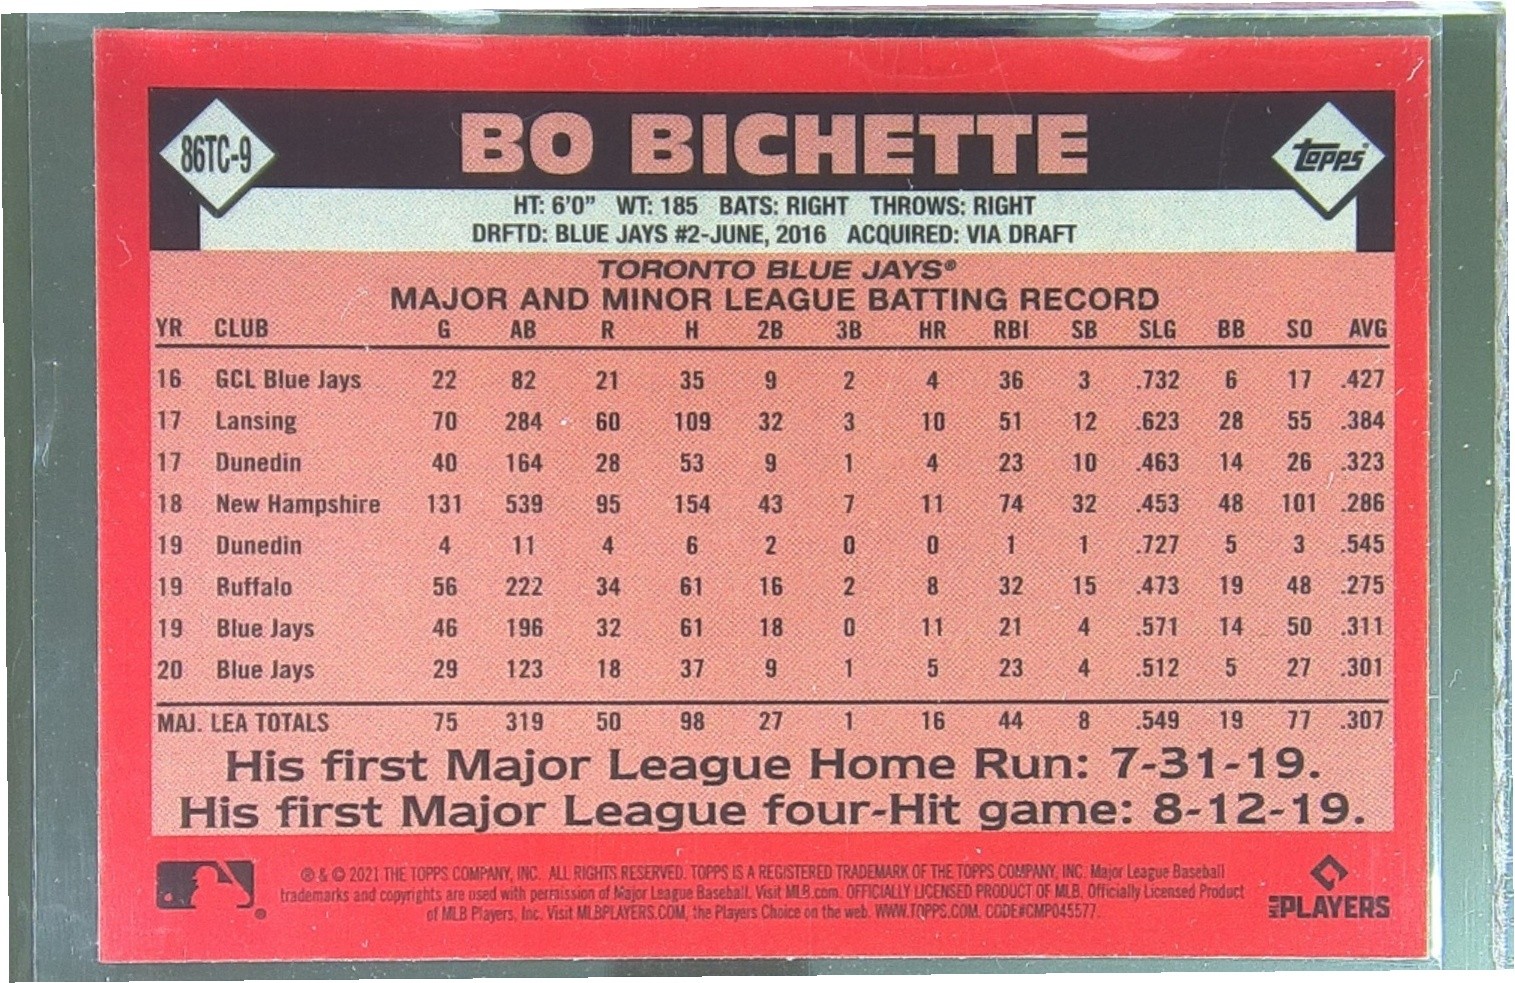 86TC-9
BO BICHETTE
Topps®
HT: 6'0” WT: 185 BATS: RIGHT THROWS: RIGHT
DRFTD: BLUE JAYS #2-JUNE, 2016 ACQUIRED: VIA DRAFT
TORONTO BLUE JAYS®
MAJOR AND MINOR LEAGUE BATTING RECORD
YR CLUB G AB R H 2B 3B HR RBI SB SLG BB SO AVG
16 GCL Blue Jays 22 82 21 35 9 2 4 36 3 .732 6 17 .427
17 Lansing 70 284 60 109 32 3 10 51 12 .623 28 55 .384
17 Dunedin 40 164 28 53 9 1 4 23 10 .463 14 26 .323
18 New Hampshire 131 539 95 154 43 7 11 74 32 .453 48 101 .286
19 Dunedin 4 11 4 6 2 0 0 1 1 .727 5 3 .545
19 Buffalo 56 222 34 61 16 2 8 32 15 .473 19 48 .275
19 Blue Jays 46 196 32 61 18 0 11 21 4 .571 14 50 .311
20 Blue Jays 29 123 18 37 9 1 5 23 4 .512 5 27 .301
MAJ. LEA TOTALS 75 319 50 98 27 1 16 44 8 .549 19 77 .307
His first Major League Home Run: 7-31-19.
His first Major League four-Hit game: 8-12-19.
® & © 2021 THE TOPPS COMPANY, INC. ALL RIGHTS RESERVED. TOPPS IS A REGISTERED TRADEMARK OF THE TOPPS COMPANY, INC. Major League Baseball
trademarks and copyrights are used with permission of Major League Baseball. Visit MLB.com. OFFICIALLY LICENSED PRODUCT OF MLB. Officially Licensed Product
of MLB Players, Inc. Visit MLBPLAYERS.COM, the Players Choice on the web. WWW.TOPPS.COM. CODE#CMP045577.
MLB PLAYERS